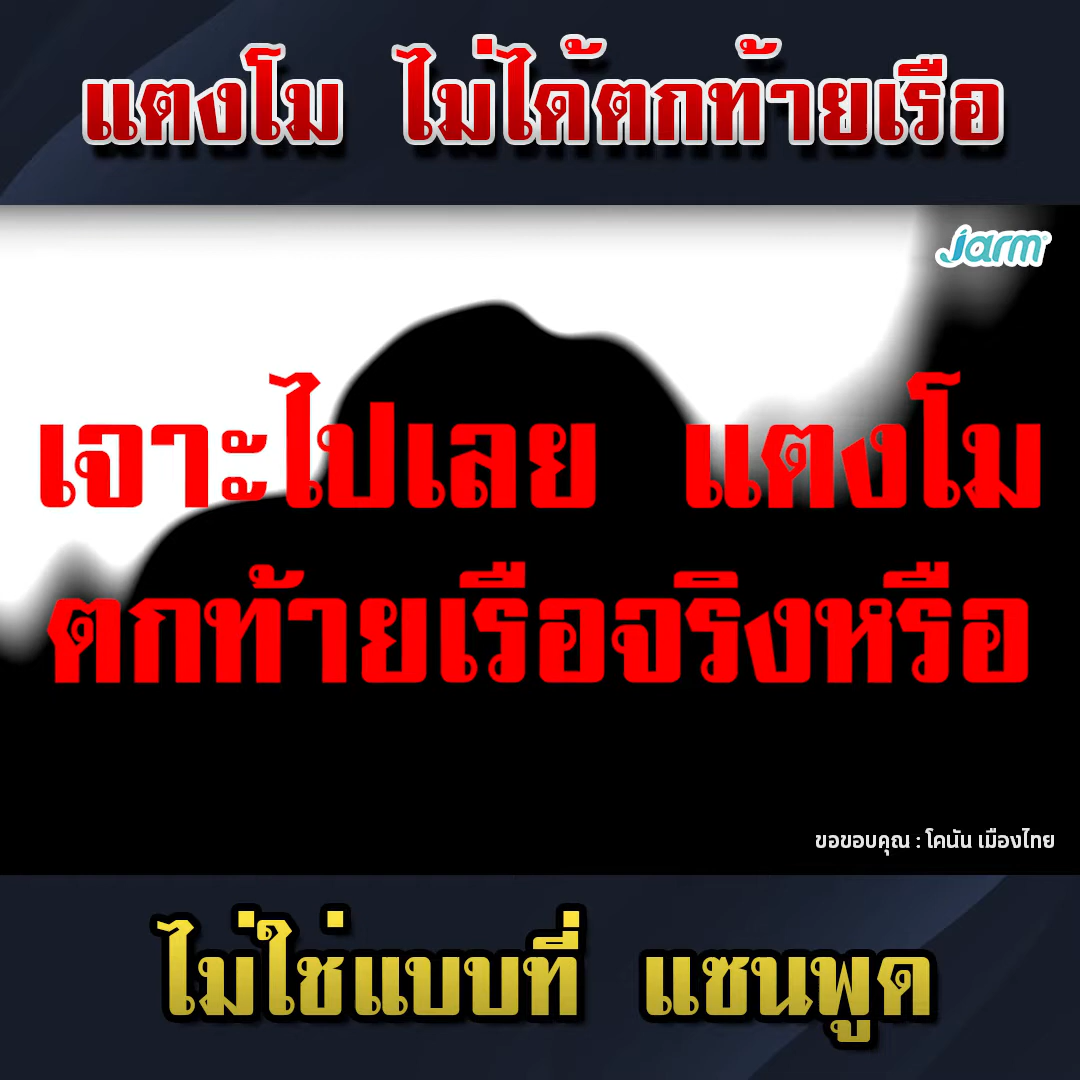 แตงโม ไม่ได้ตกท้ายเรือ
jarm
เจาะไปเลย แตงโม
ตกท้ายเรือจริงหรือ
ขอขอบคุณ : โคนัน เมืองไทย
ไม่ใช่แบบที่ แซนพูด